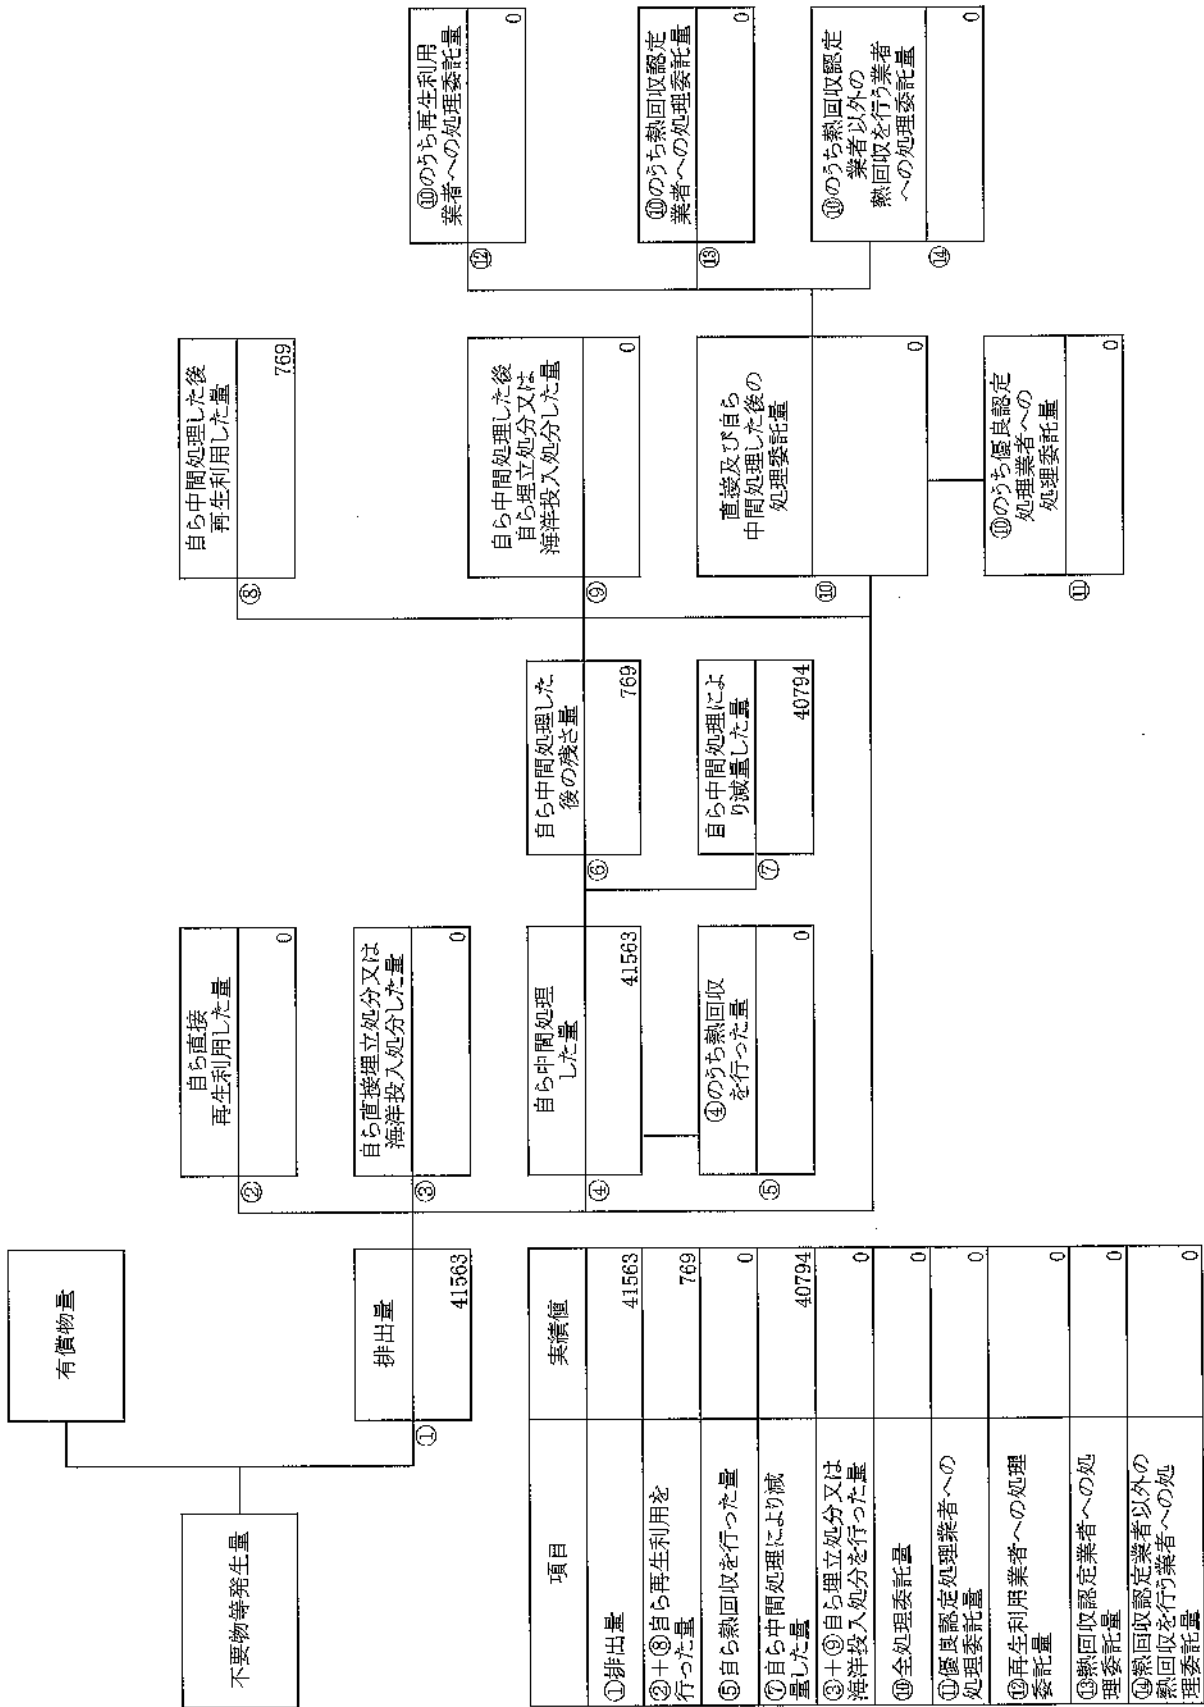 不要物等発生量
有償物量
①
排出量
41563
②
自ら直接
再生利用した量
0
③
自ら直接埋立処分又は
海洋投入処分した量
0
④
自ら中間処理
した量
41563
⑤
④のうち熱回収
を行った量
0
⑥
自ら中間処理した
後の残さ量
769
⑦
自ら中間処理によ
り減量した量
40794
⑧
自ら中間処理した後
再生利用した量
769
⑨
自ら中間処理した後
自ら埋立処分又は
海洋投入処分した量
0
⑩
直接及び自ら
中間処理した後の
処理委託量
0
⑪
⑩のうち優良認定
処理業者への
処理委託量
0
⑫
⑩のうち再生利用
業者への処理委託量
0
⑬
⑩のうち熱回収認定
業者への処理委託量
0
⑭
⑩のうち熱回収認定
業者以外の
熱回収を行う業者
への処理委託量
0
項目 実績値
①排出量 41563
②+⑧自ら再生利用を
行った量 769
⑤自ら熱回収を行った量 0
⑦自ら中間処理により減
量した量 40794
③+⑨自ら埋立処分又は
海洋投入処分を行った量 0
⑩全処理委託量 0
⑪優良認定処理業者への
処理委託量 0
⑫再生利用業者への処理
委託量 0
⑬熱回収認定業者への処
理委託量 0
⑭熱回収認定業者以外の
熱回収を行う業者への処
理委託量 0